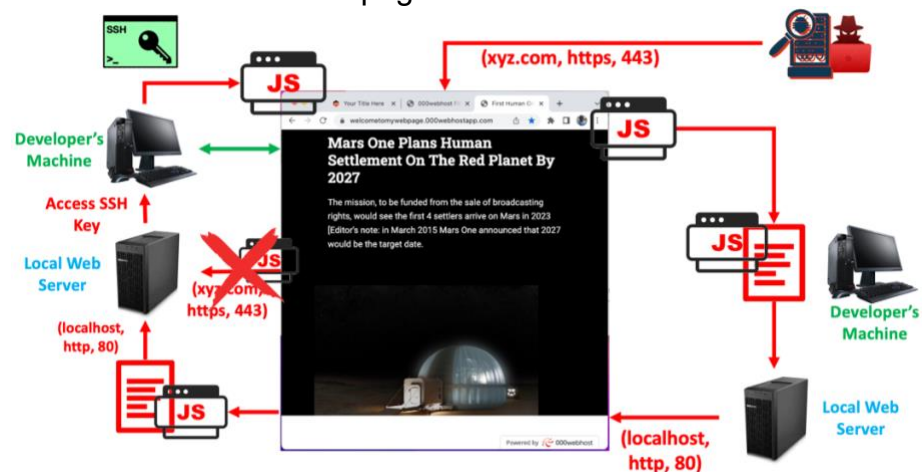 SSH
>_
JS
(xyz.com, https, 443)
Your Title Here
000webhost
First Human
welcometomywebpage.000webhostapp.com
JS
Mars One Plans Human
Settlement On The Red Planet By
2027
The mission, to be funded from the sale of broadcasting
rights, would see the first 4 settlers arrive on Mars in 2023
[Editor's note: in March 2015 Mars One announced that 2027
would be the target date.
Developer's
Machine
Access SSH
Key
Local Web
Server
JS
(xyz.com,
https, 443)
(localhost,
http, 80)
JS
JS
Developer's
Machine
Local Web
Server
(localhost,
http, 80)
Powered by 000webhost